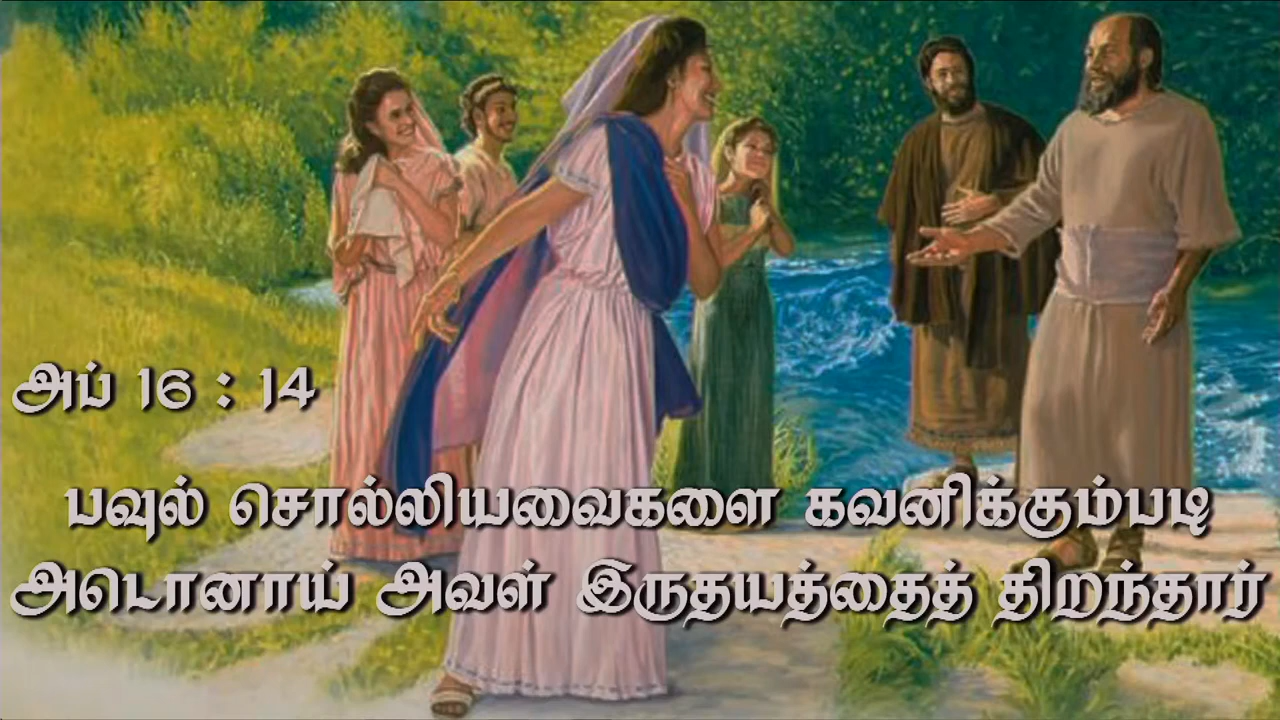 அப் 16 : 14
பவுல் சொல்லியவைகளை கவனிக்கும்படி
அடொனாய் அவள் இருதயத்தைத் திறந்தார்